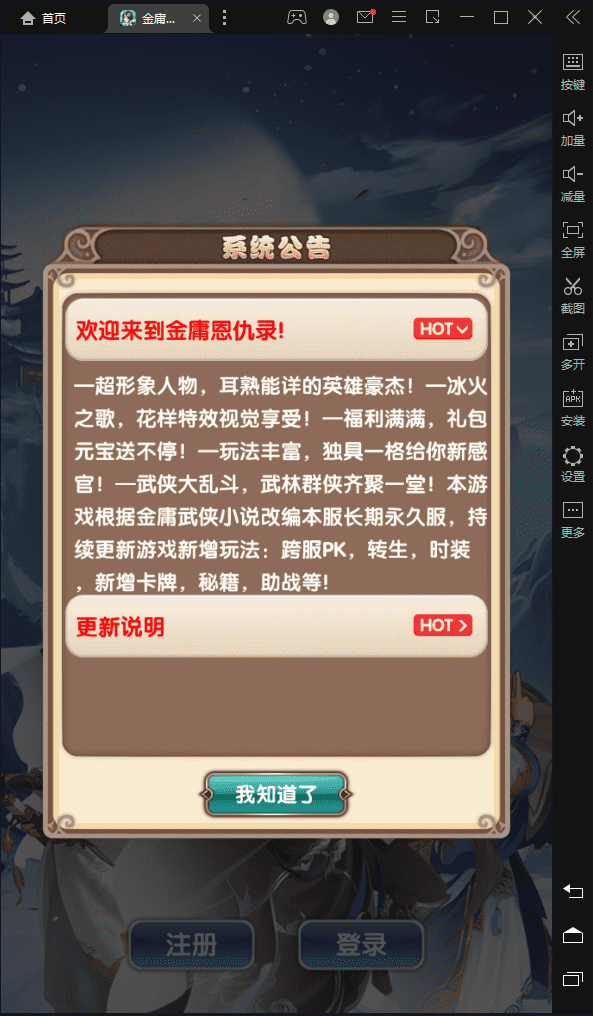 首页
金庸...
系统公告
欢迎来到金庸恩仇录!
HOT
一超形象人物，耳熟能详的英雄豪杰！一冰火
之歌，花样特效视觉享受！一福利满满，礼包
元宝送不停！一玩法丰富，独具一格给你新感
官！一武侠大乱斗，武林群侠齐聚一堂！本游
戏根据金庸武侠小说改编本服长期永久服，持
续更新游戏新增玩法：跨服PK，转生，时装
，新增卡牌，秘籍，助战等!
更新说明
HOT
我知道了
注册
登录
按键
加量
减量
全屏
截图
多开
APK
安装
设置
更多